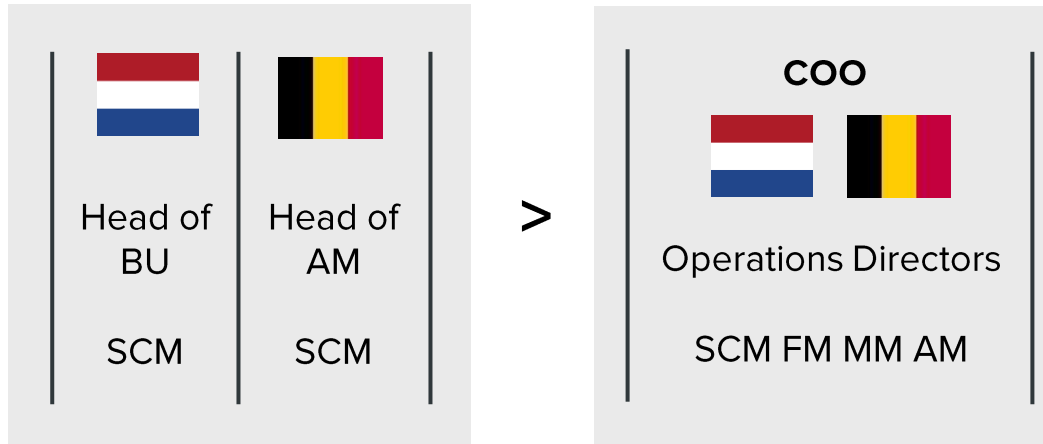 Head of
BU
SCM
Head of
AM
SCM
>
COO
Operations Directors
SCM FM MM AM